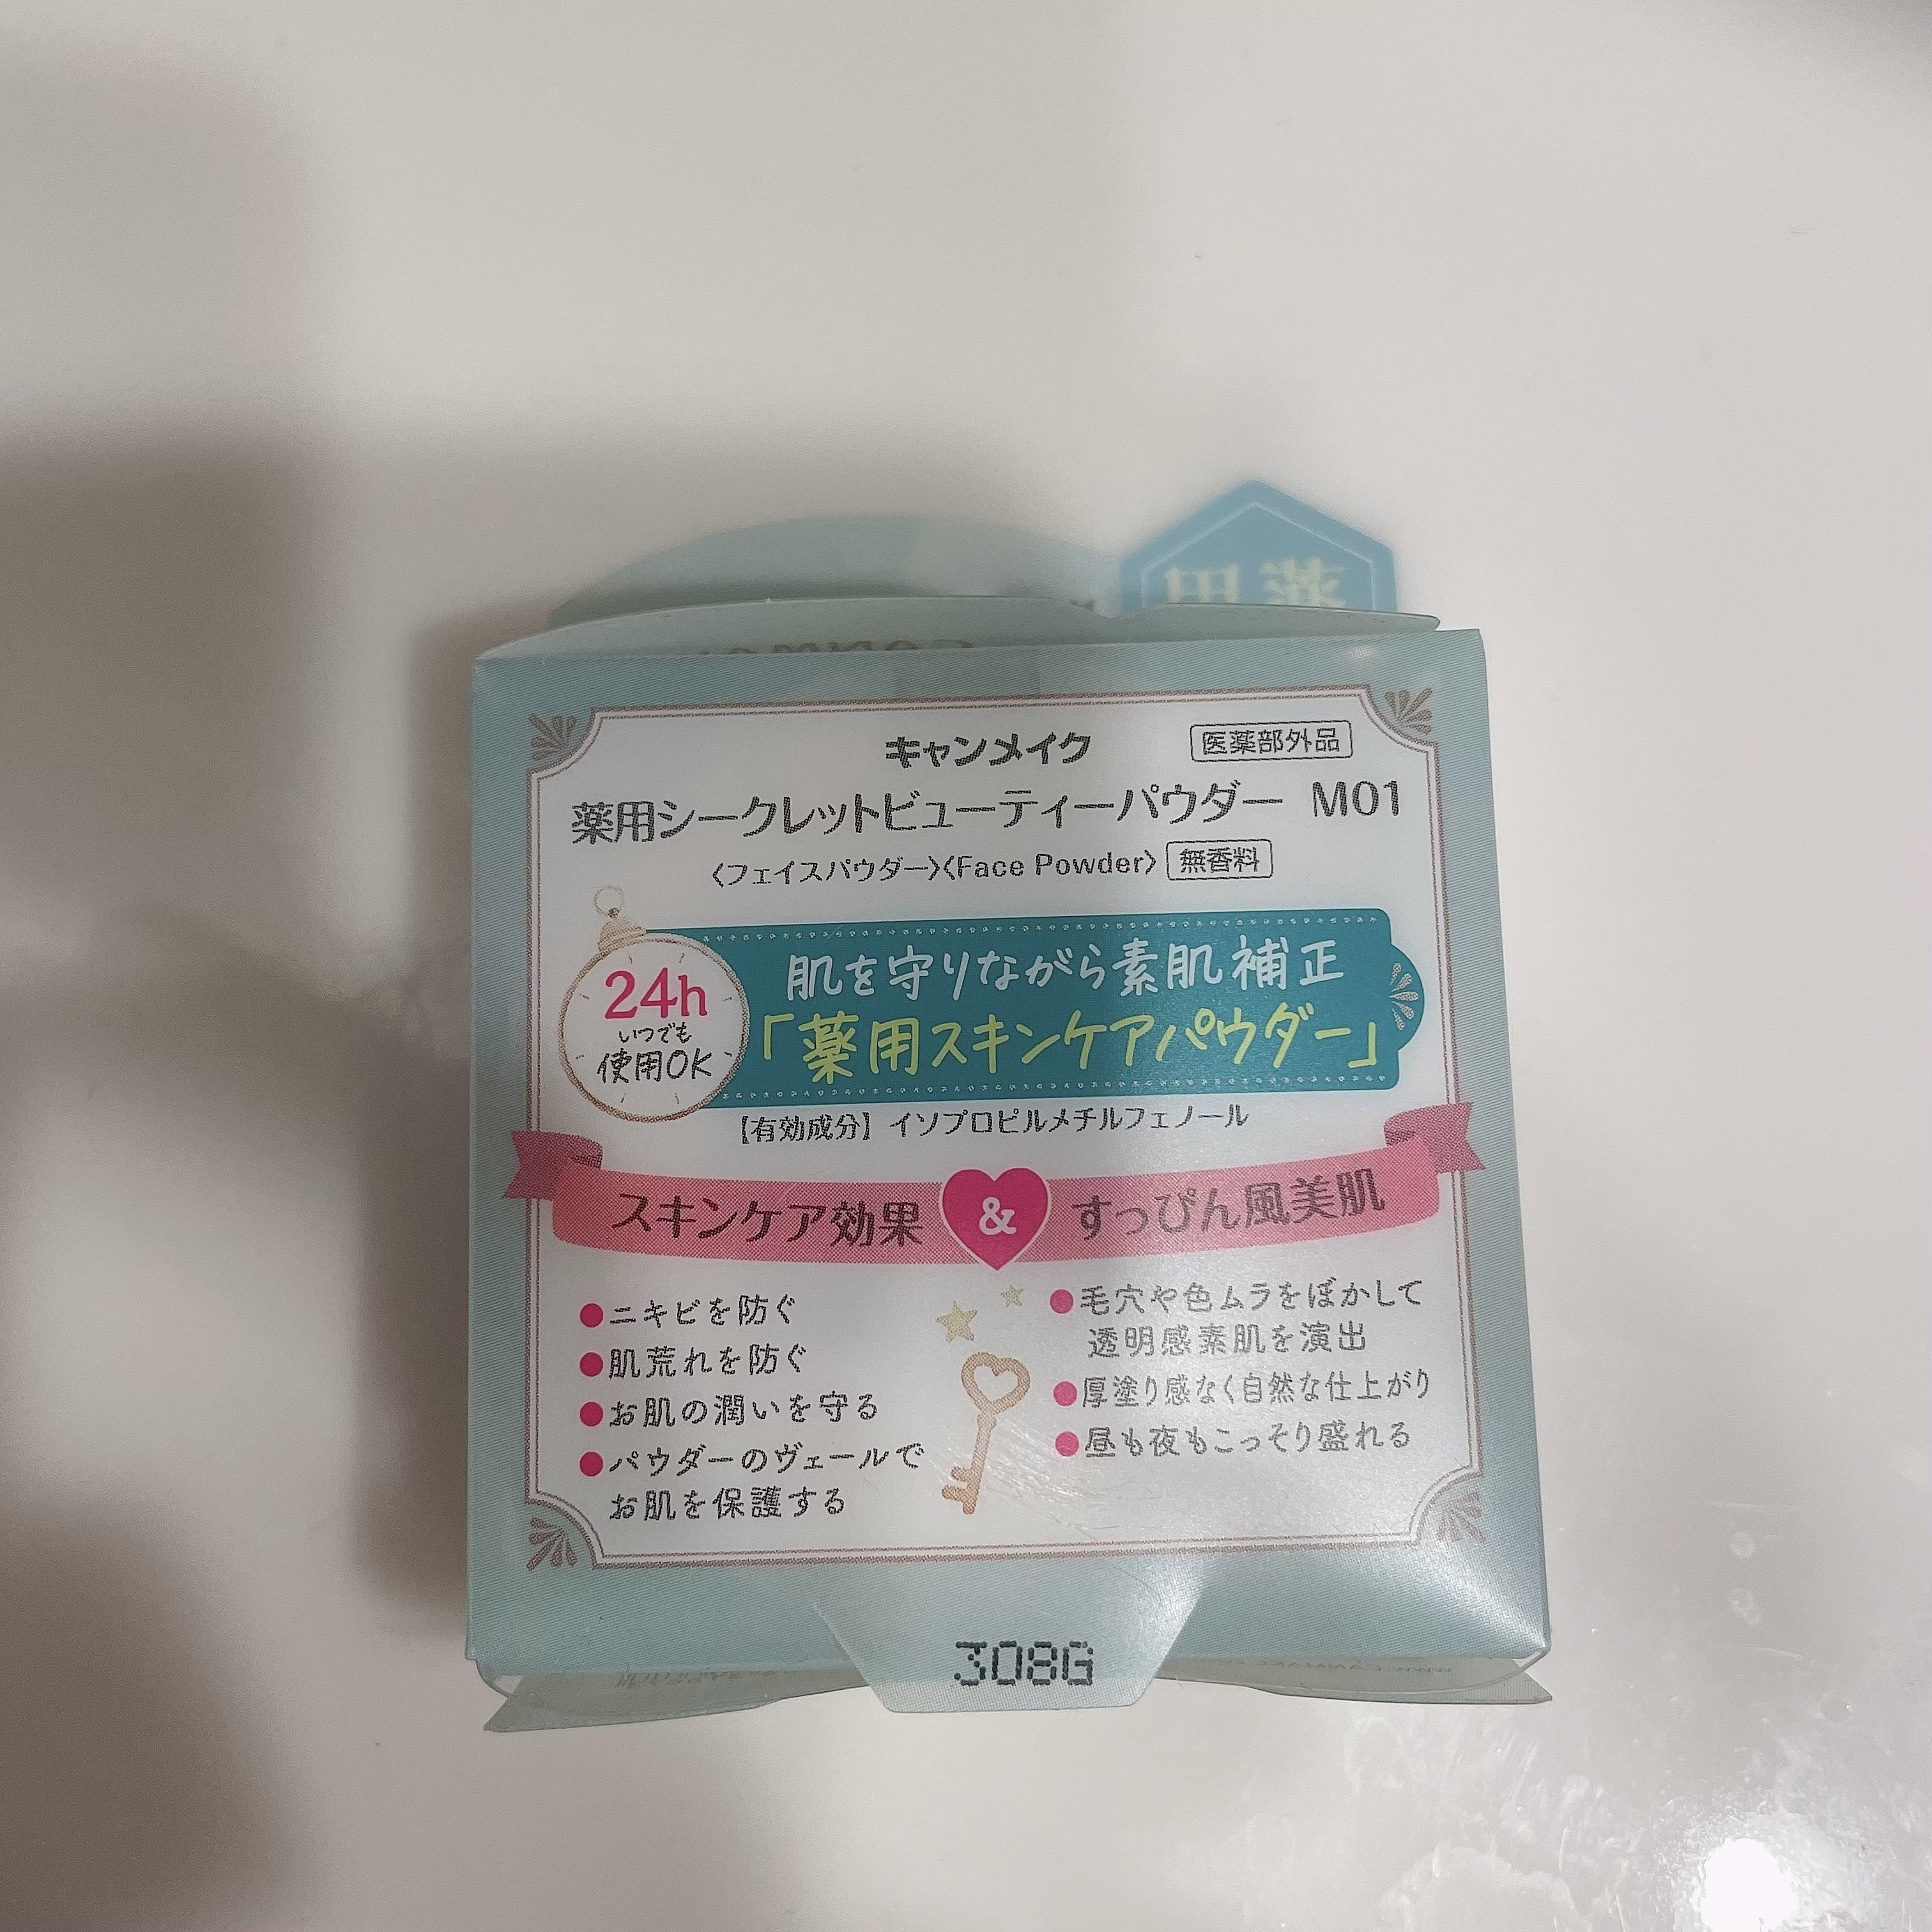 薬用
キャンメイク
医薬部外品
薬用シークレットビューティーパウダー M01
〈フェイスパウダー〉〈Face Powder〉 無香料
24h
いつでも
使用OK
肌を守りながら素肌補正
「薬用スキンケアパウダー」
【有効成分】イソプロピルメチルフェノール
スキンケア効果 & すっぴん風美肌
●ニキビを防ぐ
●肌荒れを防ぐ
●お肌の潤いを守る
●パウダーのヴェールで
お肌を保護する
●毛穴や色ムラをぼかして
透明感素肌を演出
●厚塗り感なく自然な仕上がり
●昼も夜もこっそり盛れる
308G